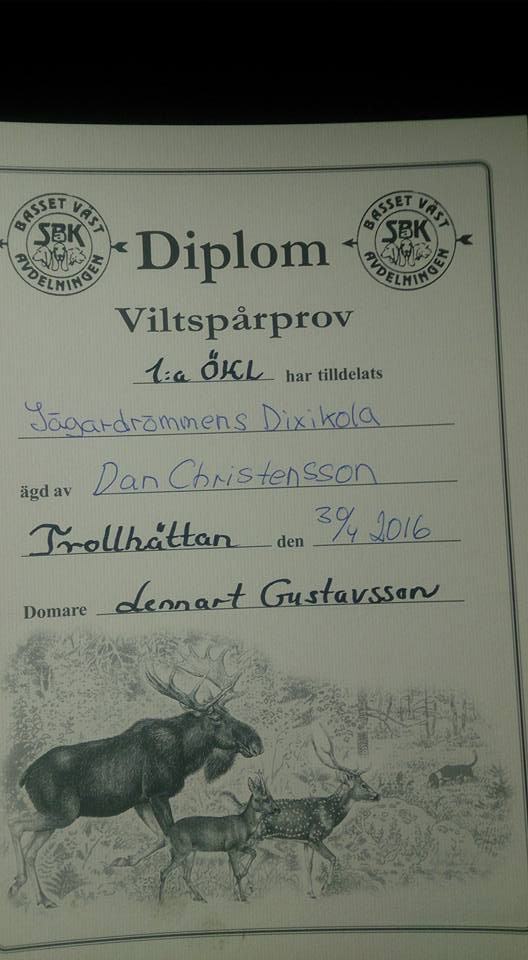 BASSET VÄST
SBK
AVDELNINGEN
Diplom
BASSET VÄST
SBK
AVDELNINGEN
Viltspårprov
1:a ÖKL har tilldelats
Jägardrömmens Dixikola
ägd av Dan Christensson
Trollhättan den 30/4 2016
Domare Lennart Gustavsson